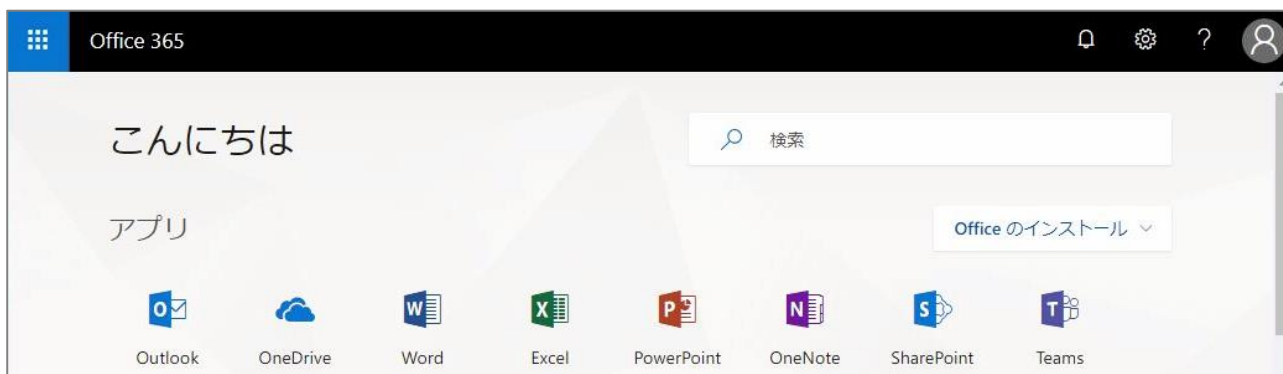 Office 365
?
こんにちは
検索
アプリ
Office のインストール
Outlook
OneDrive
Word
Excel
PowerPoint
OneNote
SharePoint
Teams